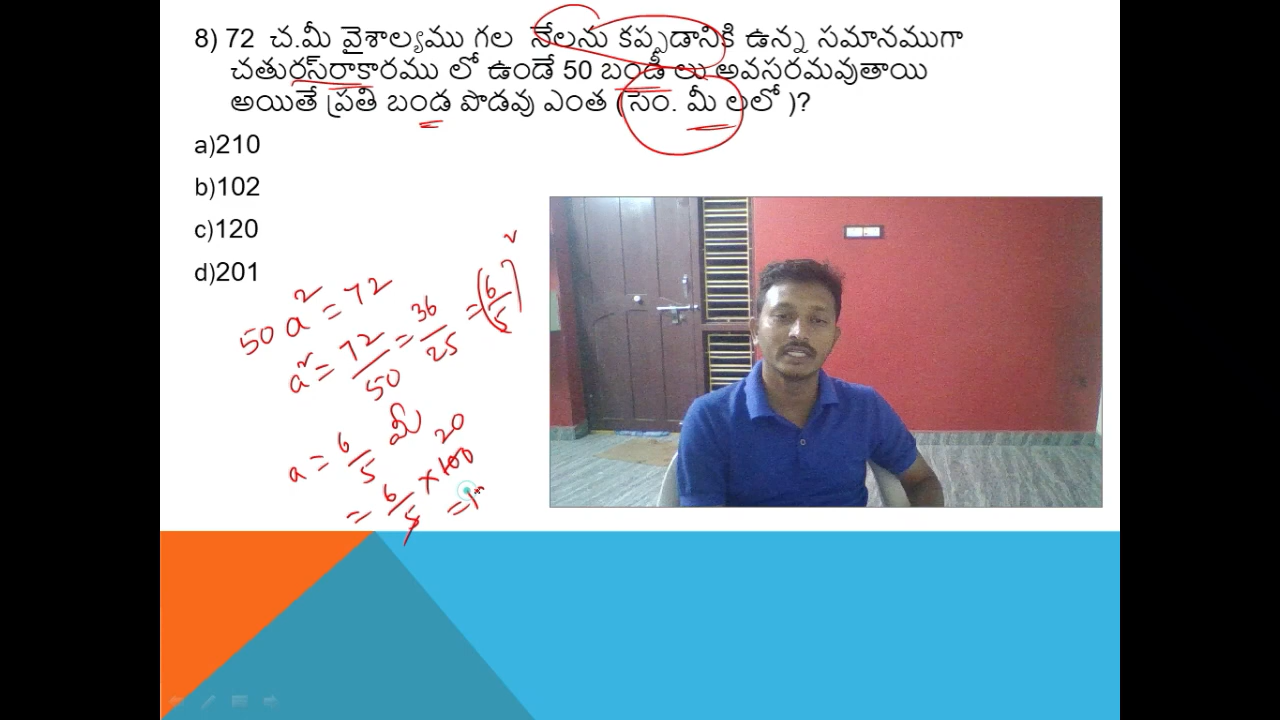 8) 72 చ.మీ వైశాల్యము గల నేలను కప్పడానికి ఉన్న సమానముగా
చతురస్రాకారము లో ఉండే 50 బండీ లు అవసరమవుతాయి
అయితే ప్రతి బండ పొడవు ఎంత (సెం. మీ లలో )?
a)210
b)102
c)120
d)201
50 a² = 72
a² = 72/50 = 36/25 = (6/5)²
a = 6/5 మీ
= 6/5 × 100 20
= 1